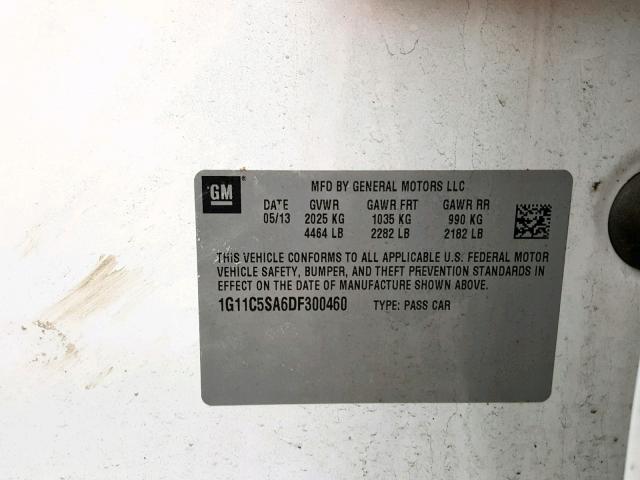 GM ® MFD BY GENERAL MOTORS LLC
DATE GVWR GAWR FRT GAWR RR
05/13 2025 KG 1035 KG 990 KG
4464 LB 2282 LB 2182 LB
THIS VEHICLE CONFORMS TO ALL APPLICABLE U.S. FEDERAL MOTOR
VEHICLE SAFETY, BUMPER, AND THEFT PREVENTION STANDARDS IN
EFFECT ON THE DATE OF MANUFACTURE SHOWN ABOVE.
1G11C5SA6DF300460 TYPE: PASS CAR